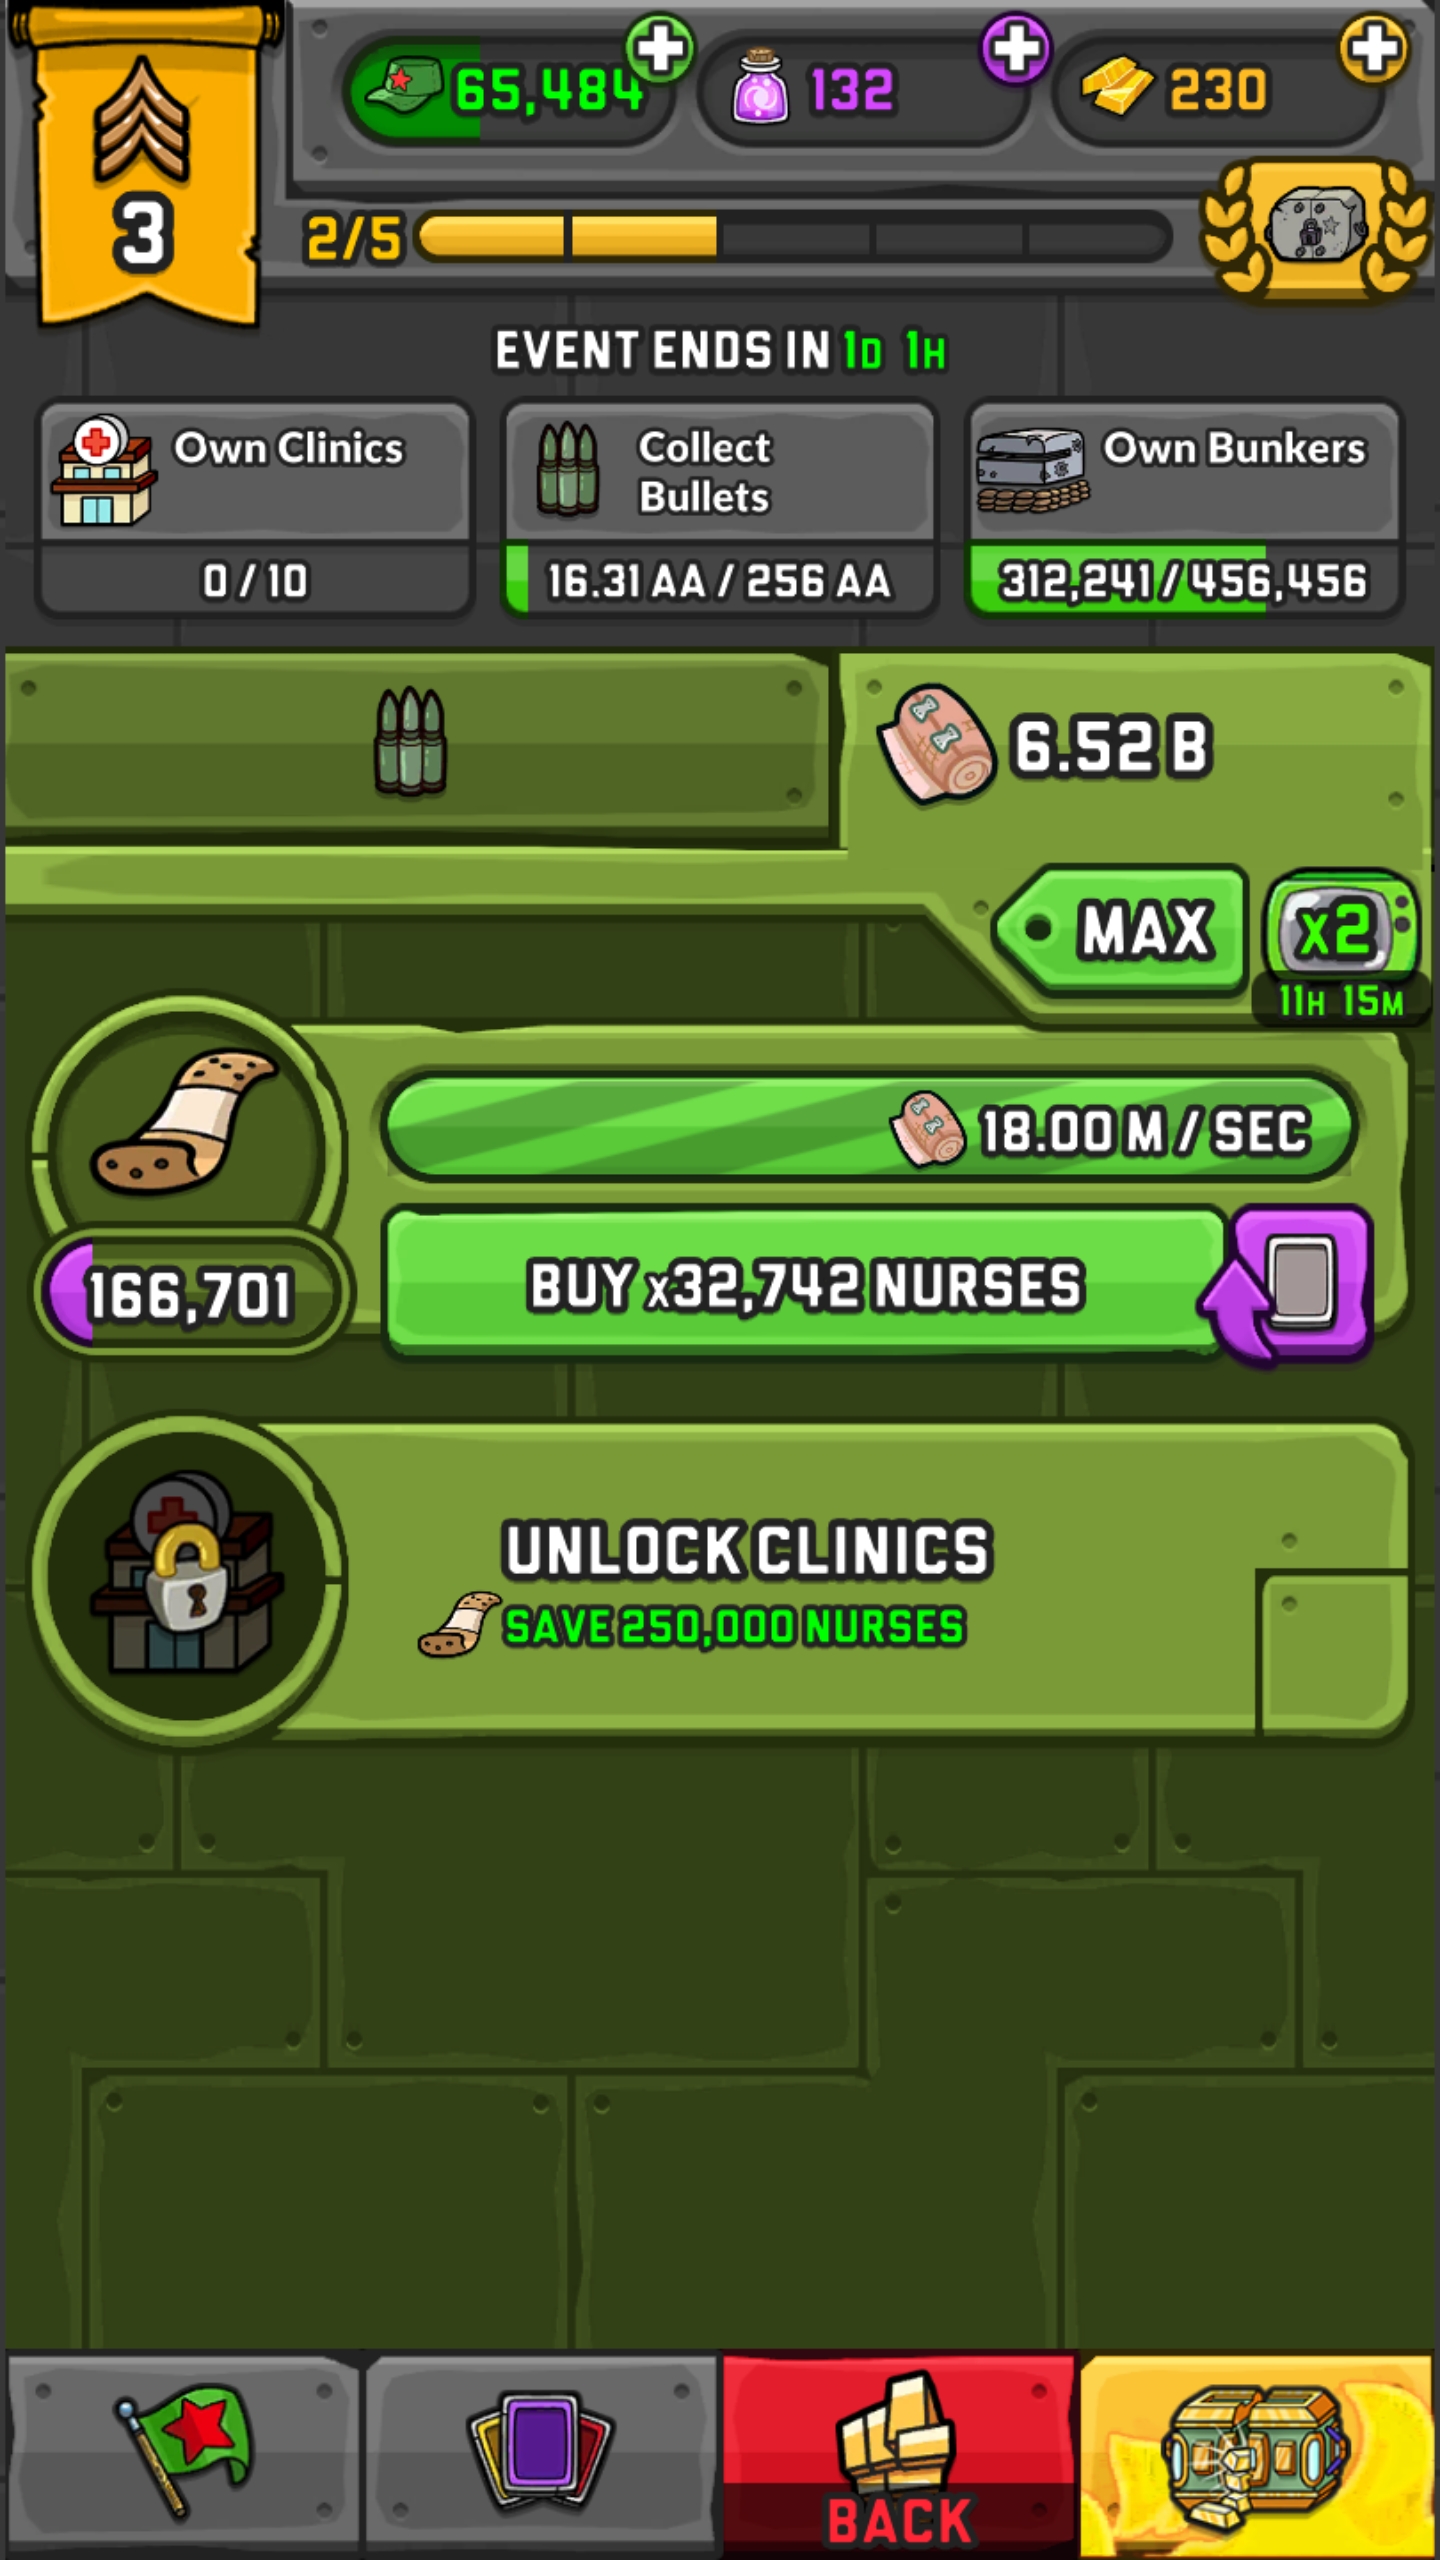 65,484
132
230
3
2/5
EVENT ENDS IN 1D 1H
Own Clinics
0 / 10
Collect
Bullets
16.31 AA / 256 AA
Own Bunkers
312,241 / 456,456
6.52 B
MAX
x2
11H 15M
18.00 M / SEC
166,701
BUY x32,742 NURSES
UNLOCK CLINICS
SAVE 250,000 NURSES
BACK